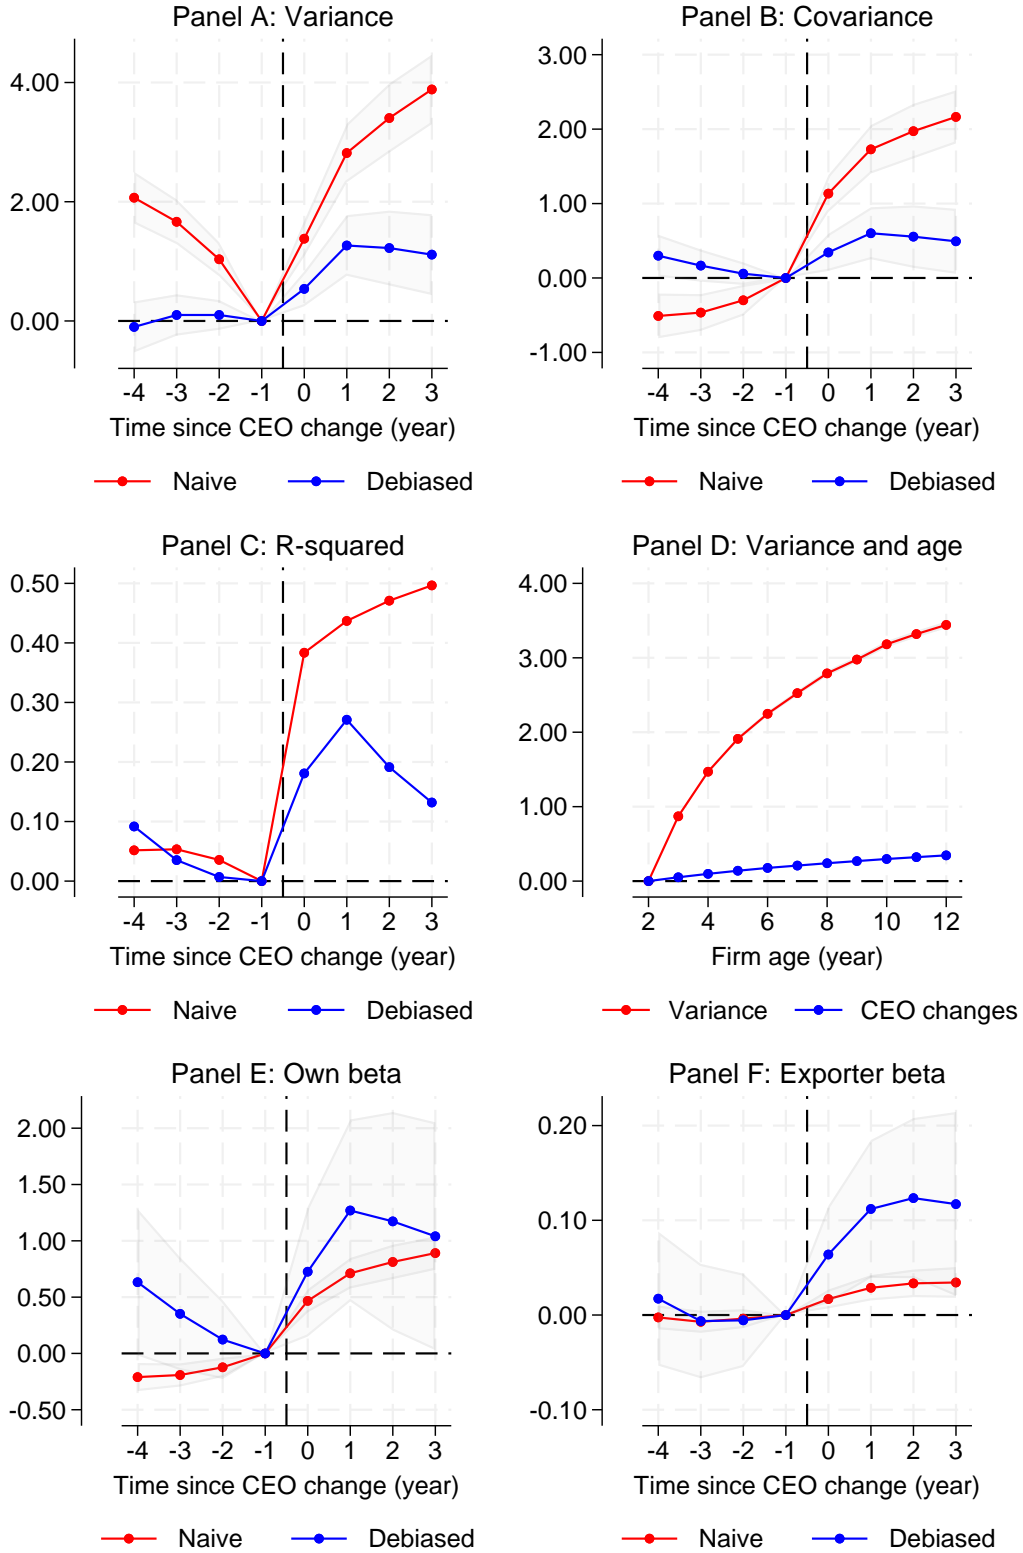 Panel A: Variance
4.00
2.00
0.00
-4 -3 -2 -1 0 1 2 3
Time since CEO change (year)
Naive Debiased
Panel B: Covariance
3.00
2.00
1.00
0.00
-1.00
-4 -3 -2 -1 0 1 2 3
Time since CEO change (year)
Naive Debiased
Panel C: R-squared
0.50
0.40
0.30
0.20
0.10
0.00
-4 -3 -2 -1 0 1 2 3
Time since CEO change (year)
Naive Debiased
Panel D: Variance and age
4.00
3.00
2.00
1.00
0.00
2 4 6 8 10 12
Firm age (year)
Variance CEO changes
Panel E: Own beta
2.00
1.50
1.00
0.50
0.00
-0.50
-4 -3 -2 -1 0 1 2 3
Time since CEO change (year)
Naive Debiased
Panel F: Exporter beta
0.20
0.10
0.00
-0.10
-4 -3 -2 -1 0 1 2 3
Time since CEO change (year)
Naive Debiased